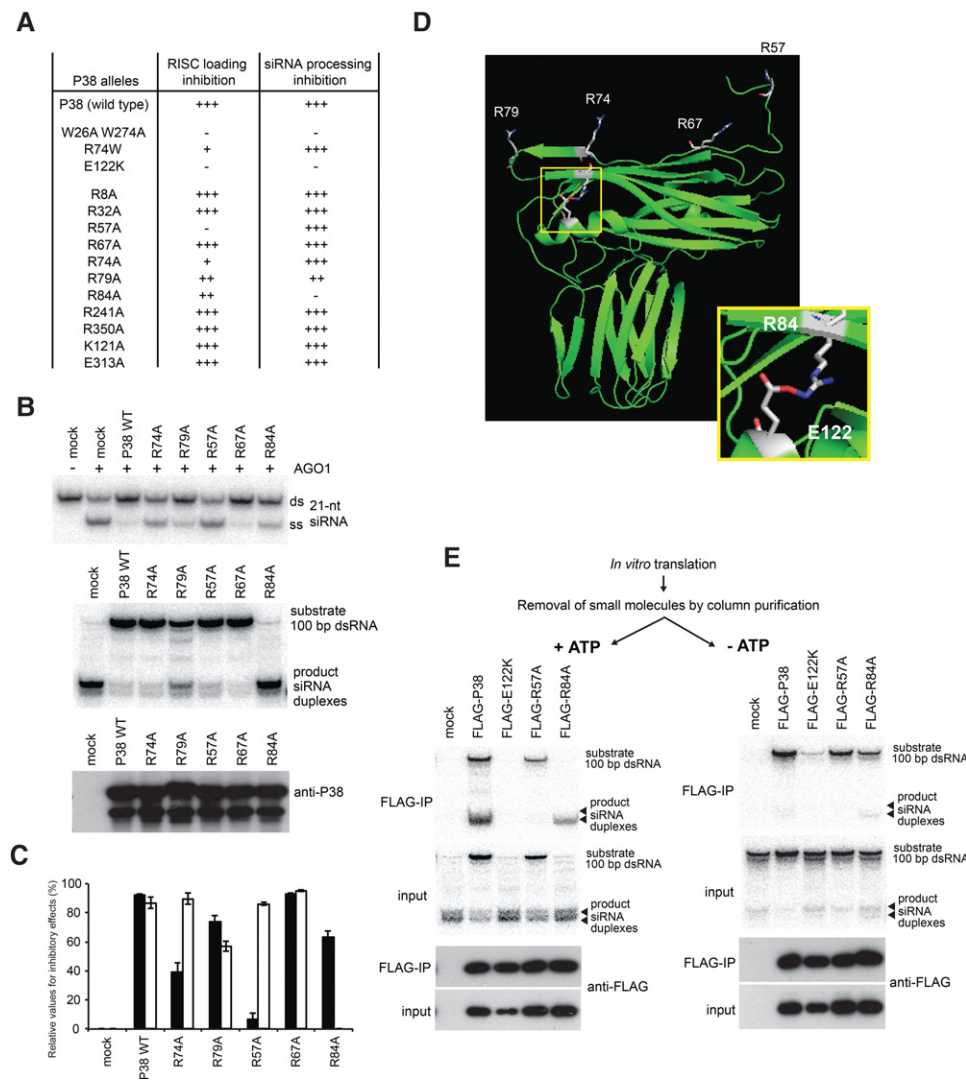 A
P38 alleles | RISC loading inhibition | siRNA processing inhibition
P38 (wild type) +++ +++
W26A W274A - -
R74W + +++
E122K - -
R8A +++ +++
R32A +++ +++
R57A - +++
R67A +++ +++
R74A + +++
R79A ++ ++
R84A ++ -
R241A +++ +++
R350A +++ +++
K121A +++ +++
E313A +++ +++
B
mock mock P38 WT R74A R79A R57A R67A R84A
- + + + + + + + AGO1
ds 21-nt
ss siRNA
mock P38 WT R74A R79A R57A R67A R84A
substrate
100 bp dsRNA
product
siRNA
duplexes
mock P38 WT R74A R79A R57A R67A R84A
anti-P38
C
Relative values for inhibitory effects (%)
100
80
60
40
20
0
mock P38 WT R74A R79A R57A R67A R84A
D
R57
R79
R74
R67
R84
E122
E
In vitro translation
Removal of small molecules by column purification
+ ATP
- ATP
mock FLAG-P38 FLAG-E122K FLAG-R57A FLAG-R84A
FLAG-IP
substrate
100 bp dsRNA
product
siRNA
duplexes
input
substrate
100 bp dsRNA
product
siRNA
duplexes
FLAG-IP
input
anti-FLAG
mock FLAG-P38 FLAG-E122K FLAG-R57A FLAG-R84A
FLAG-IP
substrate
100 bp dsRNA
product
siRNA
duplexes
input
substrate
100 bp dsRNA
product
siRNA
duplexes
FLAG-IP
input
anti-FLAG